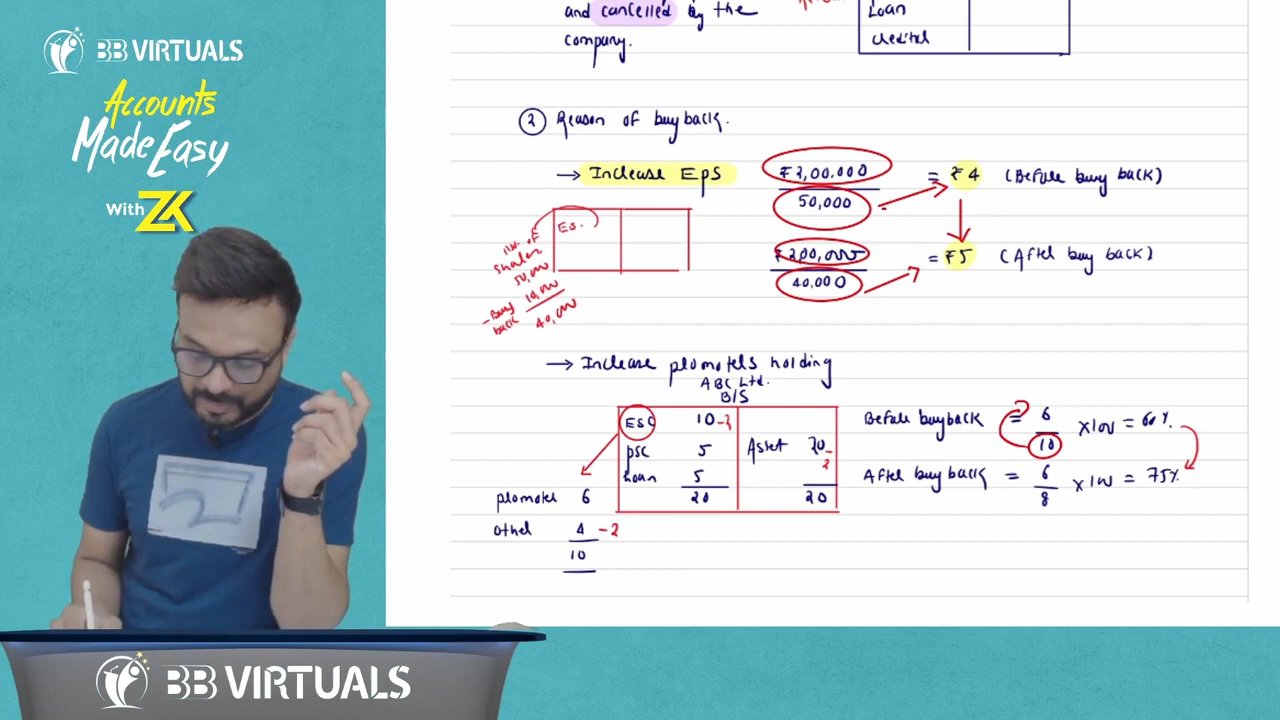 BB VIRTUALS
Accounts
Made Easy
With ZK
and cancelled by the
company.
Loan
creditor
② Reason of buyback.
→ Increase EPS
₹2,00,000
50,000
= ₹4 (Before buy back)
₹200,000
40,000
= ₹5 (After buy back)
Es.
no. of
shares
50,000
- Buy back 10,000
40,000
→ Increase promoters holding
ABC Ltd.
B/S
ESC 10-2
PSC 5 Asset 20-2
Loan 5
20 20
promoter 6
other 4 -2
10
Before buyback = 6/10 x100 = 60%
After buy back = 6/8 x100 = 75%
BB VIRTUALS